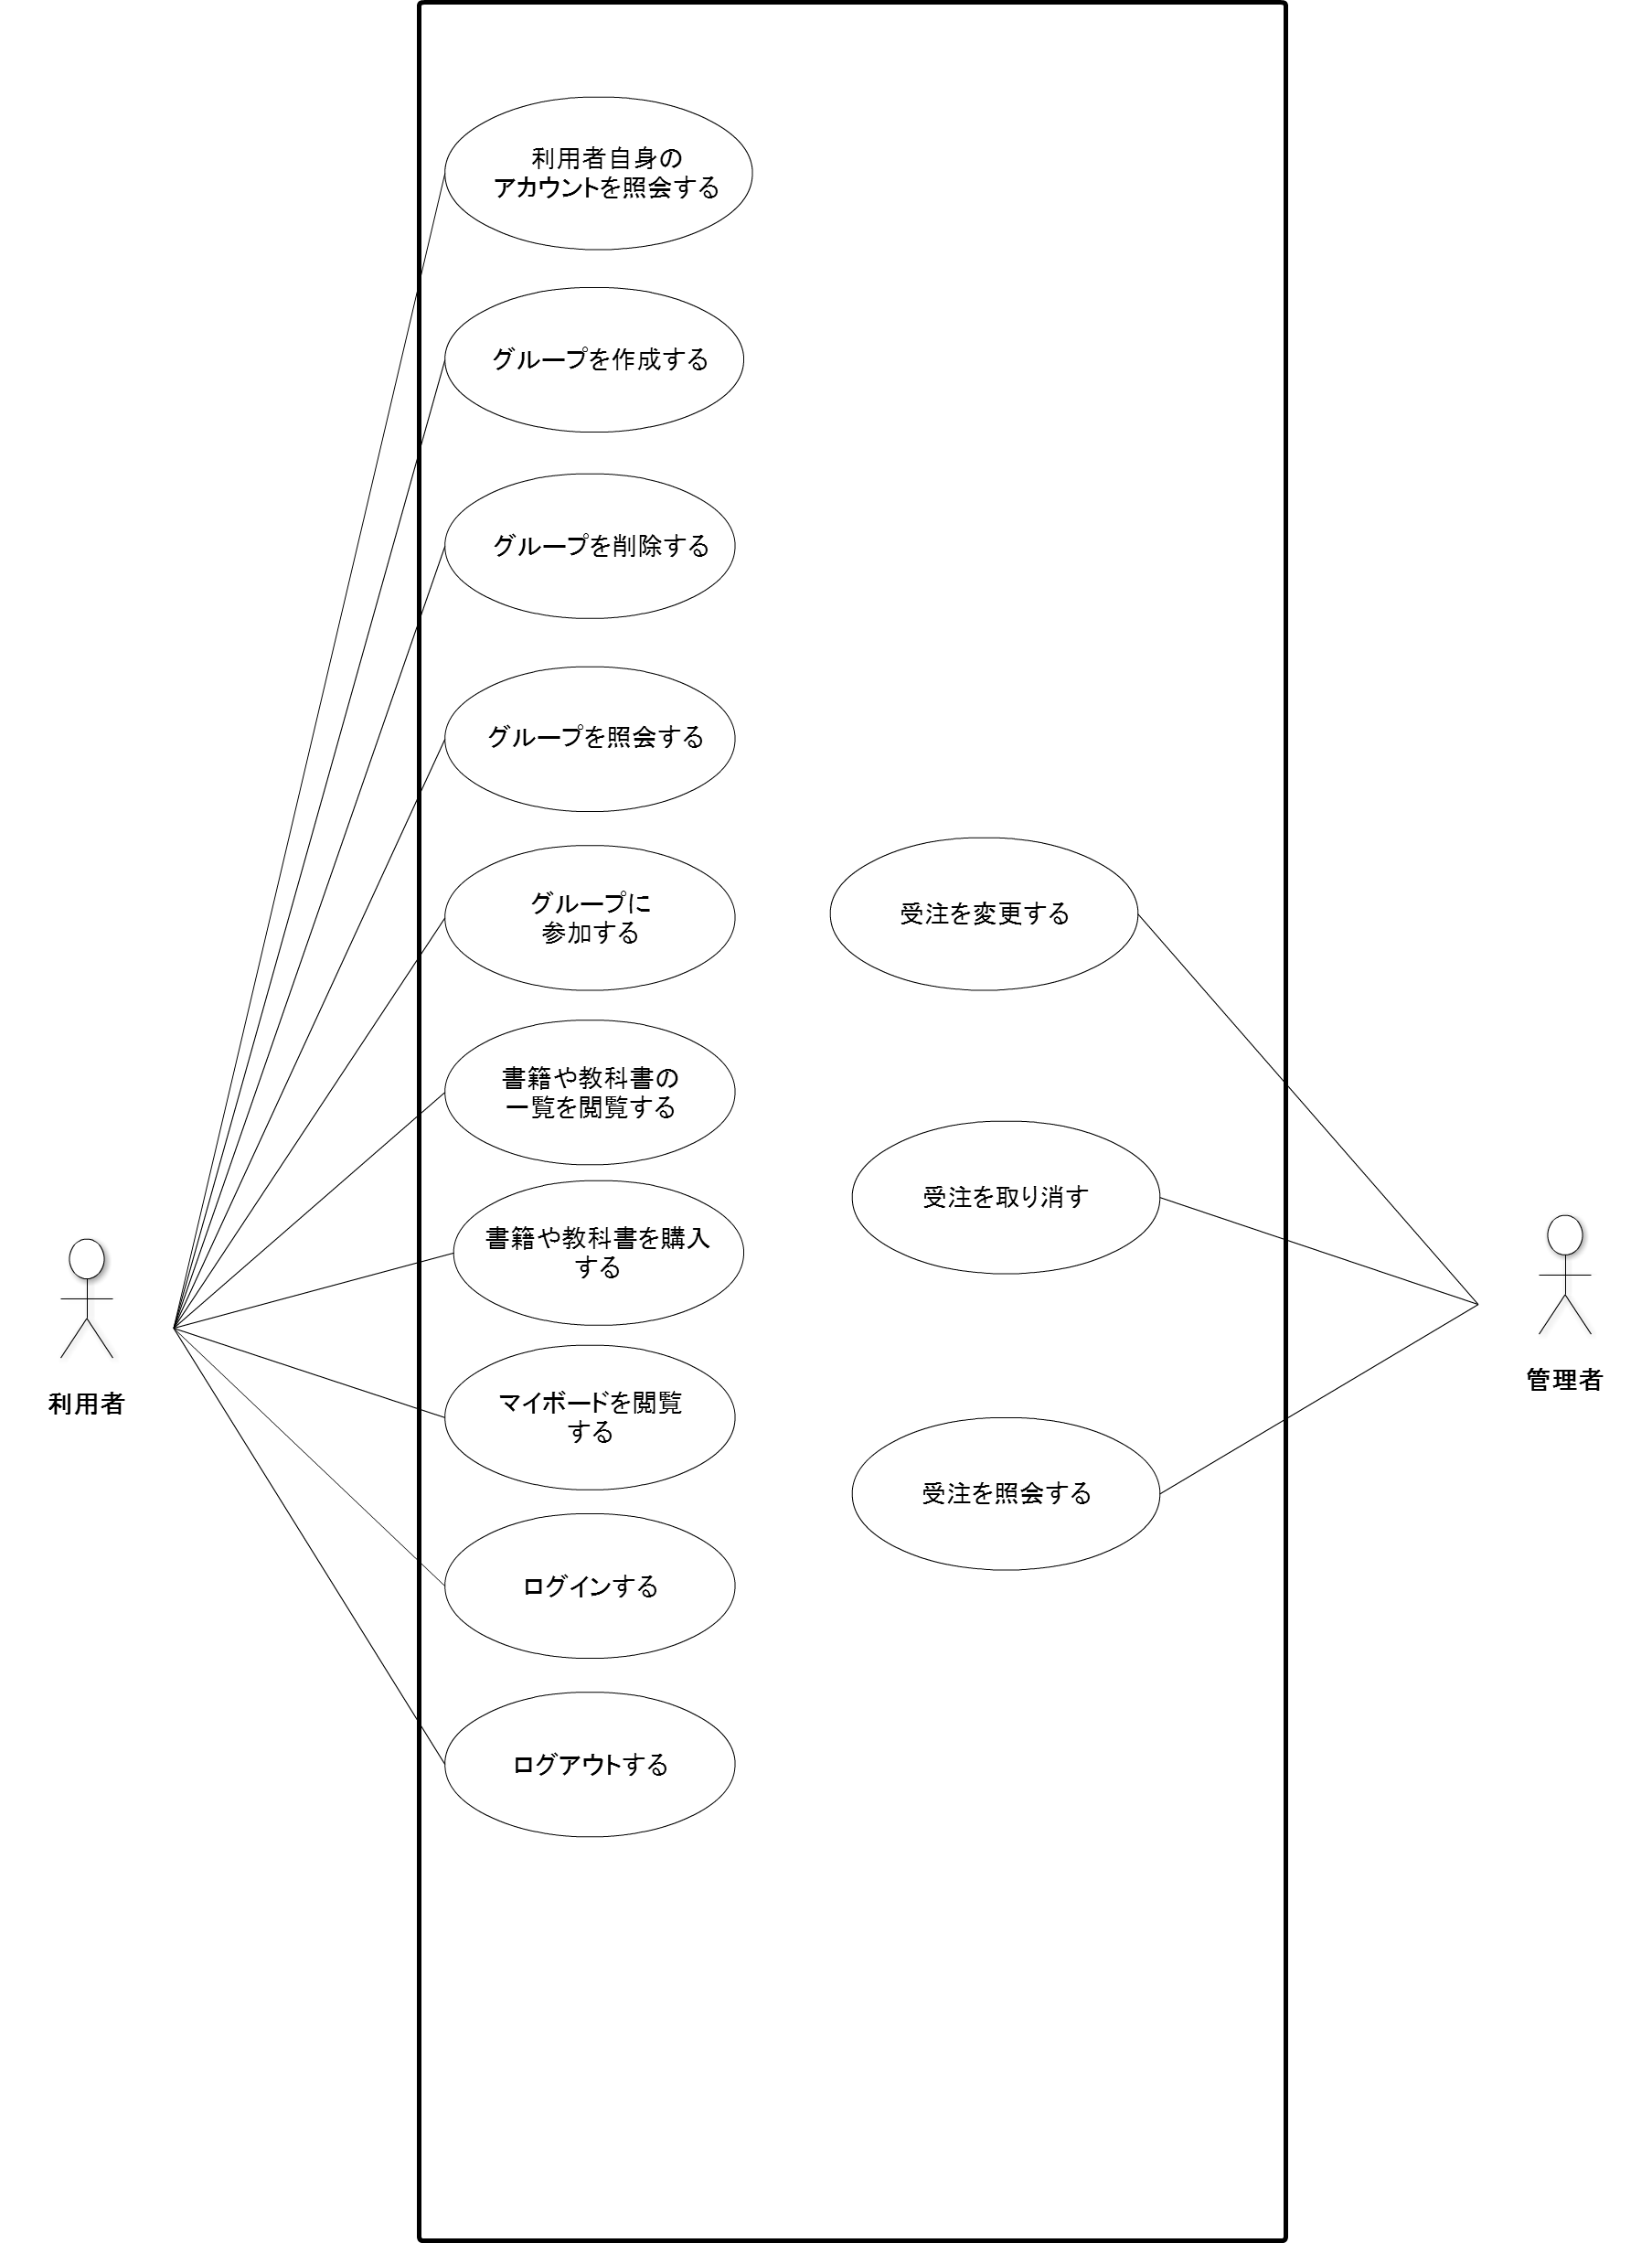 利用者自身の
アカウントを照会する
グループを作成する
グループを削除する
グループを照会する
グループに
参加する
書籍や教科書の
一覧を閲覧する
書籍や教科書を購入
する
マイボードを閲覧
する
ログインする
ログアウトする
受注を変更する
受注を取り消す
受注を照会する
利用者
管理者